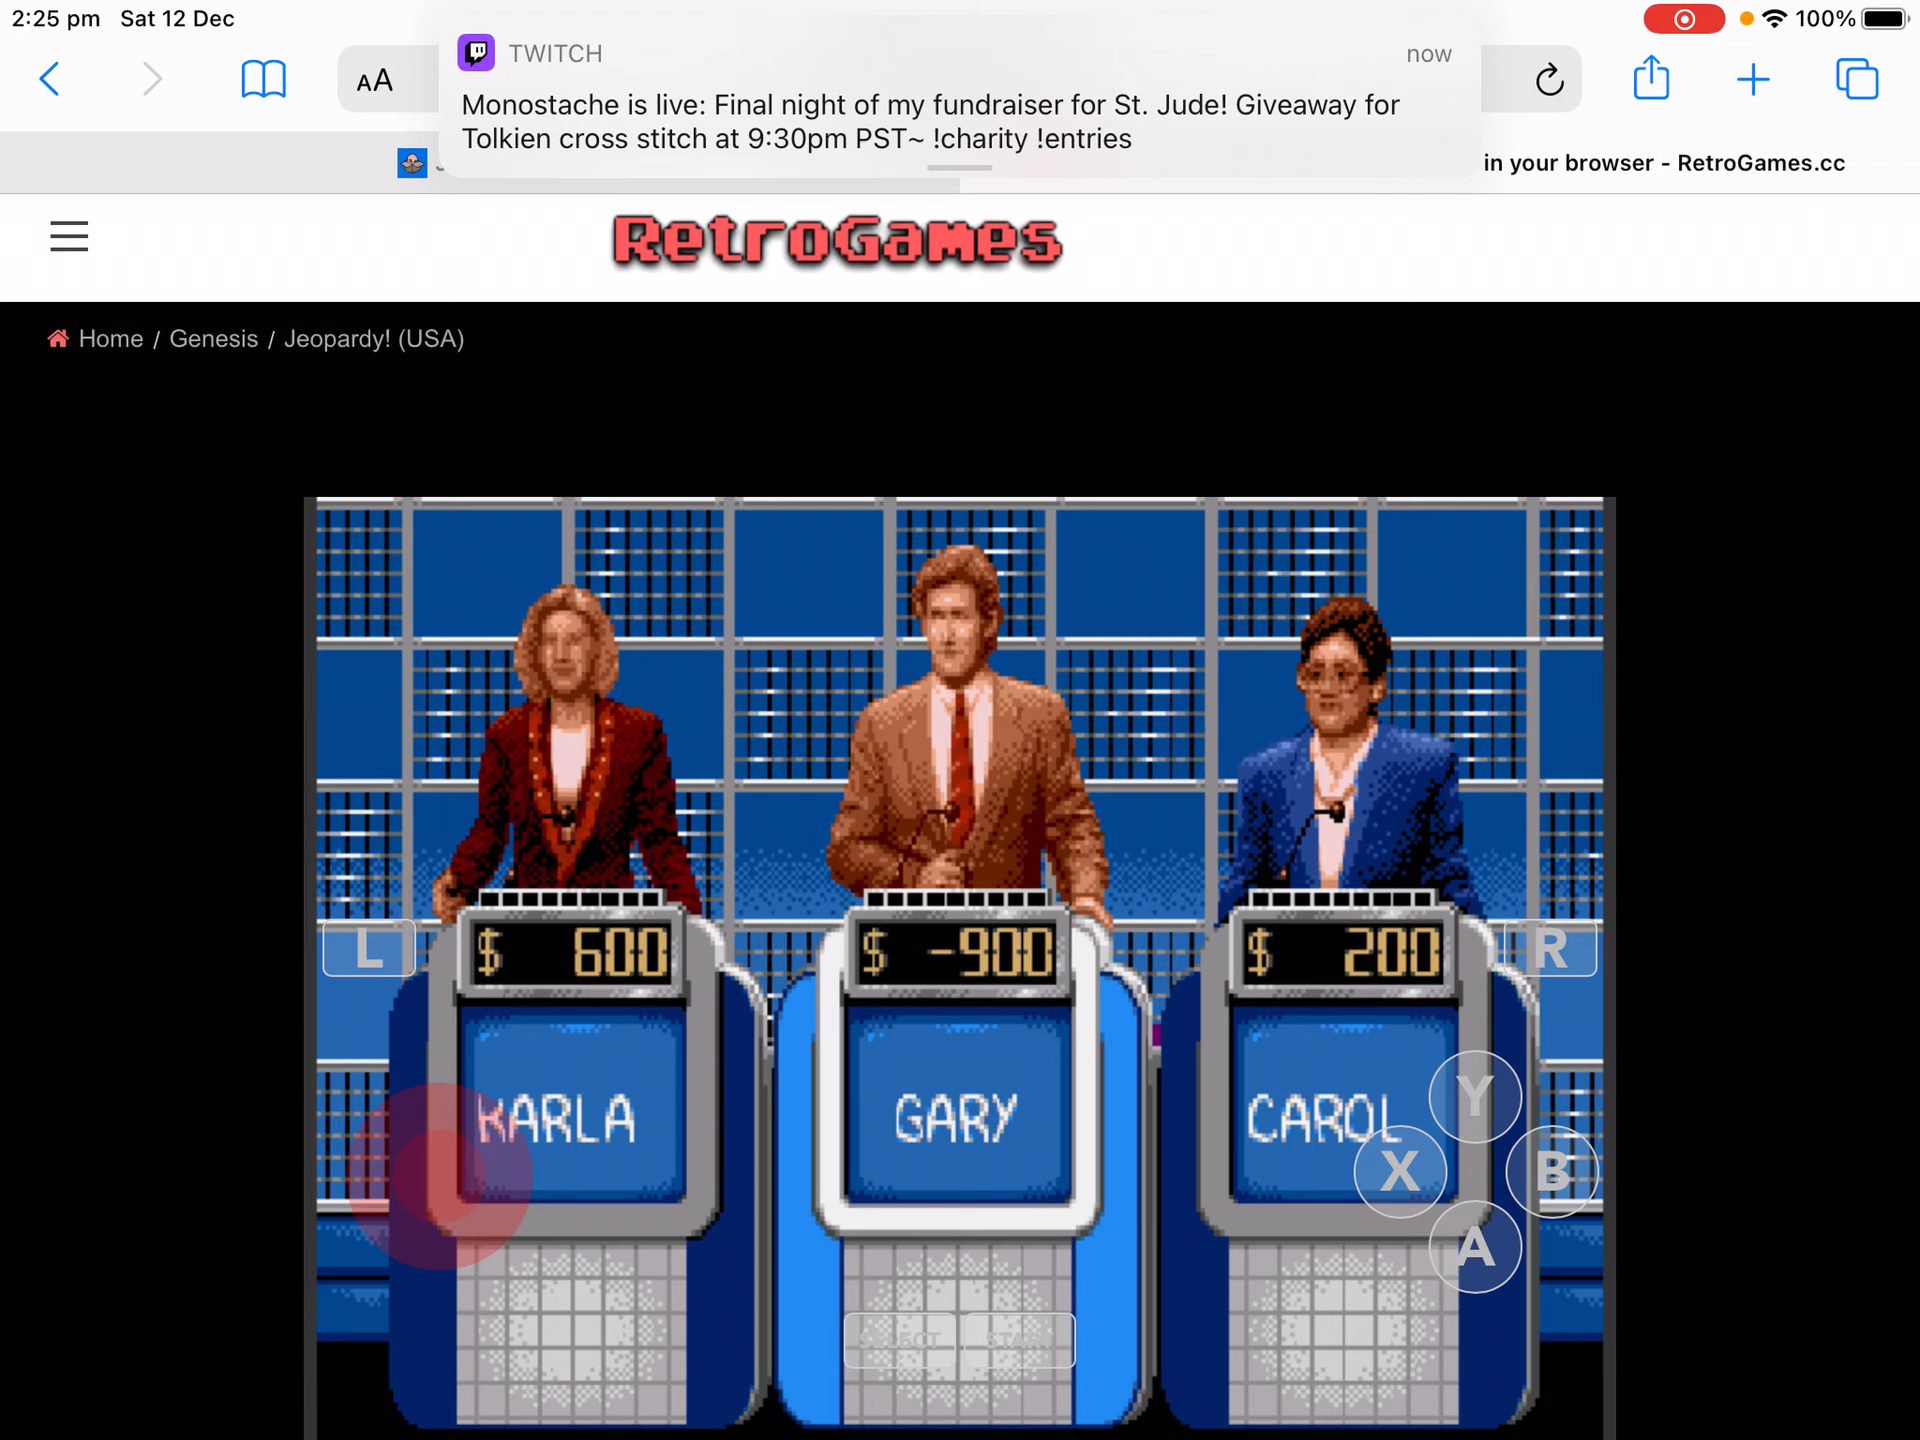 2:25 pm Sat 12 Dec
100%
AA
TWITCH
now
Monostache is live: Final night of my fundraiser for St. Jude! Giveaway for
Tolkien cross stitch at 9:30pm PST~ !charity !entries
in your browser - RetroGames.cc
RetroGames
Home / Genesis / Jeopardy! (USA)
L
$ 600
$ -900
$ 200
R
KARLA
GARY
CAROL
Y
X
B
A
SELECT
START